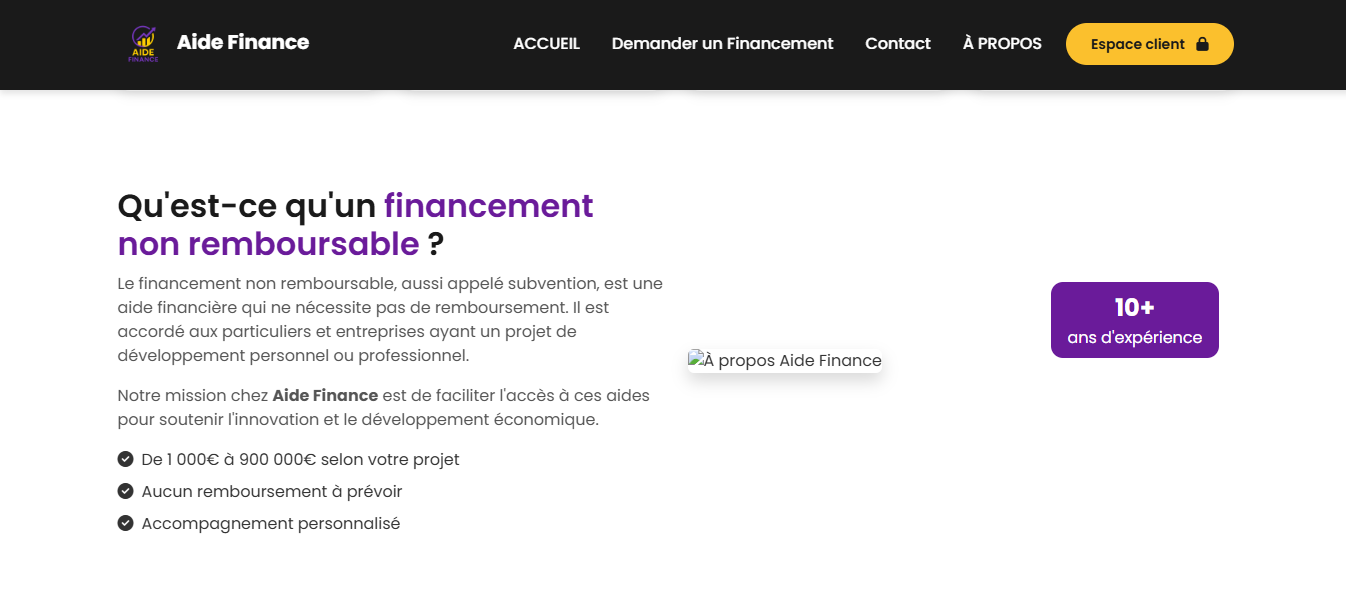 AIDE
FINANCE
Aide Finance
ACCUEIL
Demander un Financement
Contact
À PROPOS
Espace client
Qu'est-ce qu'un financement
non remboursable ?
Le financement non remboursable, aussi appelé subvention, est une
aide financière qui ne nécessite pas de remboursement. Il est
accordé aux particuliers et entreprises ayant un projet de
développement personnel ou professionnel.
Notre mission chez Aide Finance est de faciliter l'accès à ces aides
pour soutenir l'innovation et le développement économique.
De 1 000€ à 900 000€ selon votre projet
Aucun remboursement à prévoir
Accompagnement personnalisé
À propos Aide Finance
10+
ans d'expérience